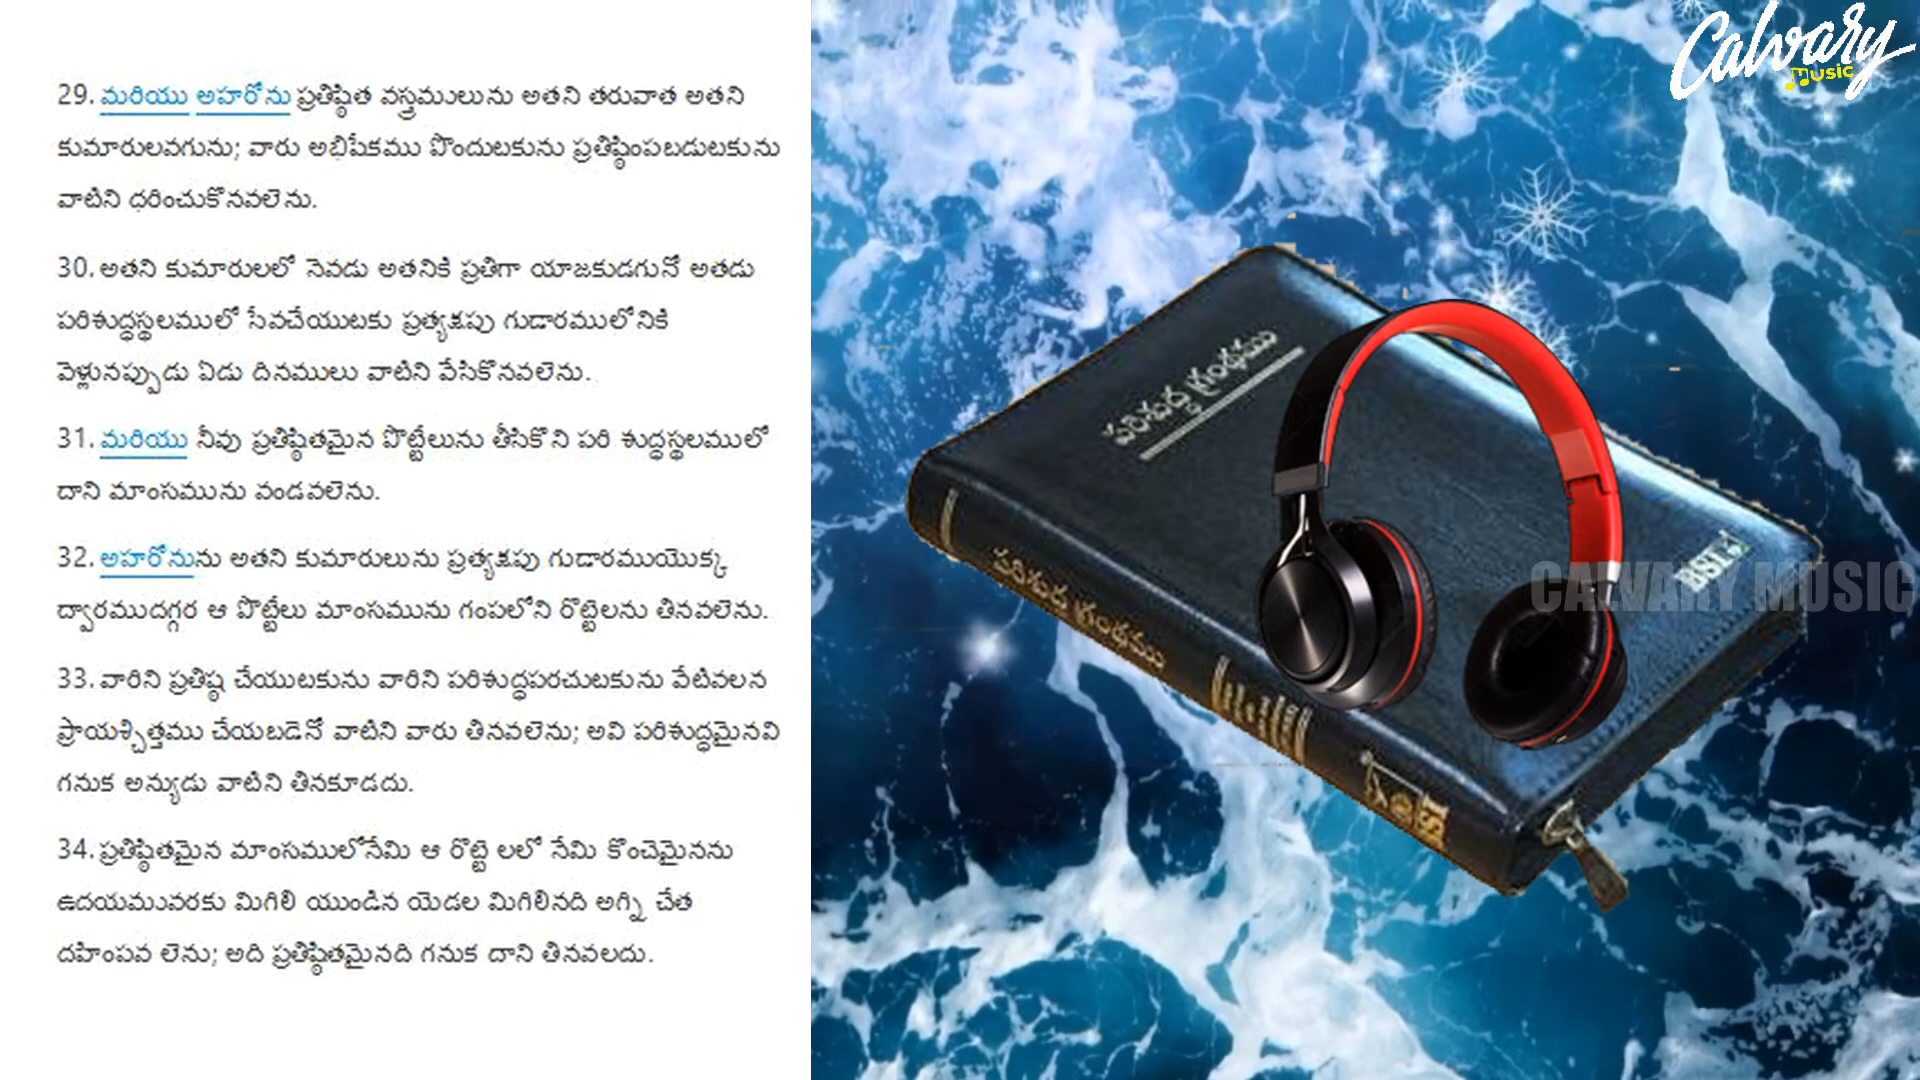 29. మరియు అహరోను ప్రతిష్ఠిత వస్త్రములును అతని తరువాత అతని
కుమారులవగును; వారు అభిషేకము పొందుటకును ప్రతిష్ఠింపబడుటకును
వాటిని ధరించుకొనవలెను.
30. అతని కుమారులలో నెవడు అతనికి ప్రతిగా యాజకుడగునో అతడు
పరిశుద్ధస్థలములో సేవచేయుటకు ప్రత్యక్షపు గుడారములోనికి
వెళ్లునప్పుడు ఏడు దినములు వాటిని వేసికొనవలెను.
31. మరియు నీవు ప్రతిష్ఠితమైన పొట్టేలును తీసికొని పరి శుద్ధస్థలములో
దాని మాంసమును వండవలెను.
32. అహరోనును అతని కుమారులును ప్రత్యక్షపు గుడారముయొక్క
ద్వారముదగ్గర ఆ పొట్టేలు మాంసమును గంపలోని రొట్టెలను తినవలెను.
33. వారిని ప్రతిష్ఠ చేయుటకును వారిని పరిశుద్ధపరచుటకును వేటివలన
ప్రాయశ్చిత్తము చేయబడెనో వాటిని వారు తినవలెను; అవి పరిశుద్ధమైనవి
గనుక అన్యుడు వాటిని తినకూడదు.
34. ప్రతిష్ఠితమైన మాంసములోనేమి ఆ రొట్టె లలో నేమి కొంచెమైనను
ఉదయమువరకు మిగిలి యుండిన యెడల మిగిలినది అగ్ని చేత
దహింపవ లెను; అది ప్రతిష్ఠితమైనది గనుక దాని తినవలదు.
Calvary
music
పరిశుద్ధ గ్రంథము
BSI
CALVARY MUSIC
పరిశుద్ధ గ్రంథము
BSI